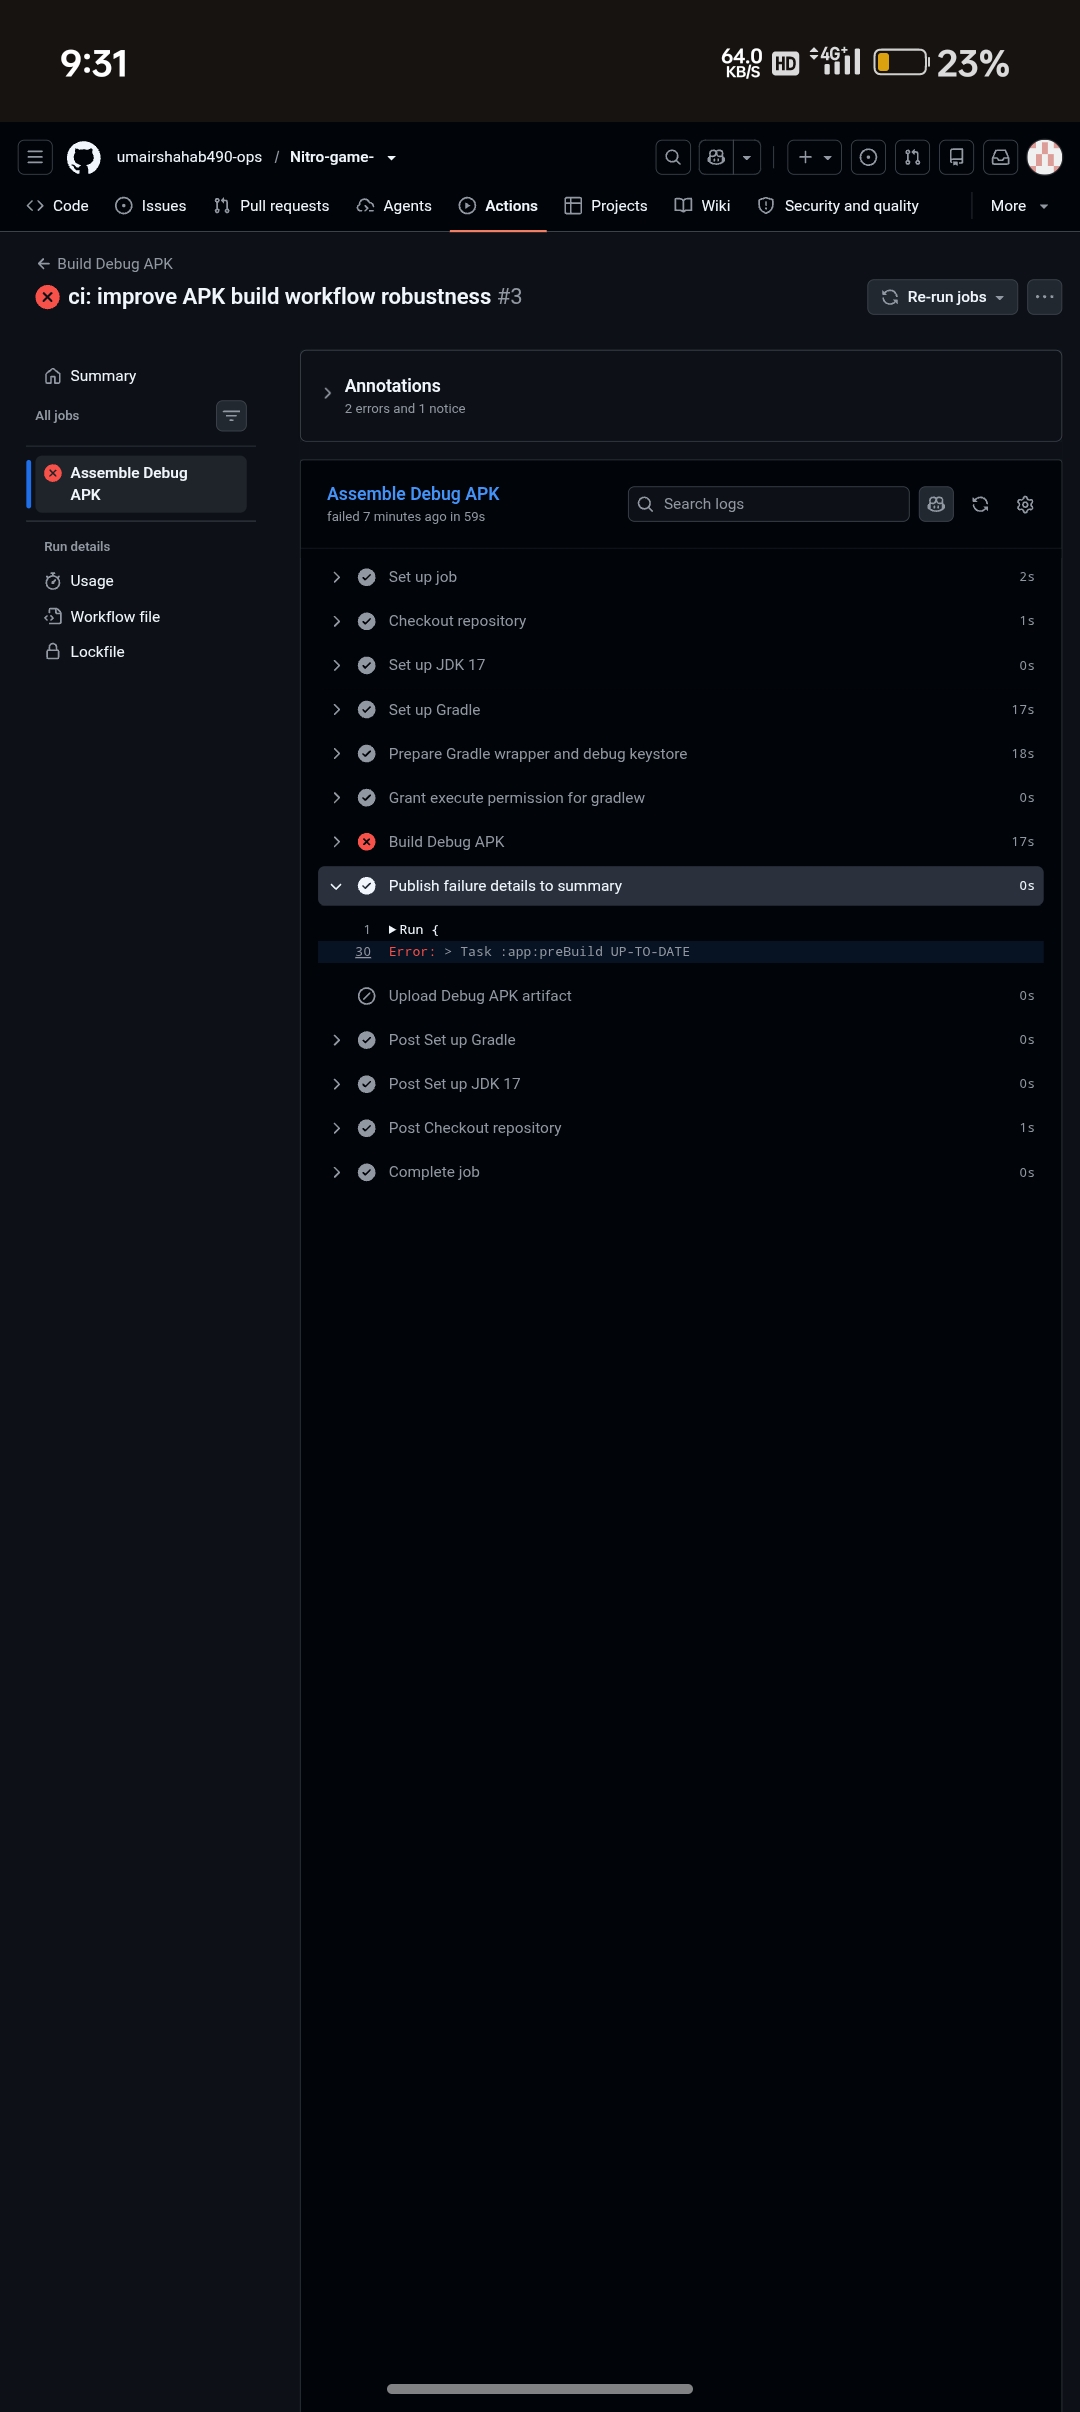 9:31
64.0 KB/S HD 4G+ 23%
umairshahab490-ops / Nitro-game-
Code Issues Pull requests Agents Actions Projects Wiki Security and quality More
Build Debug APK
ci: improve APK build workflow robustness #3
Re-run jobs
Summary
All jobs
Assemble Debug
APK
Run details
Usage
Workflow file
Lockfile
Annotations
2 errors and 1 notice
Assemble Debug APK
failed 7 minutes ago in 59s
Search logs
Set up job 2s
Checkout repository 1s
Set up JDK 17 0s
Set up Gradle 17s
Prepare Gradle wrapper and debug keystore 18s
Grant execute permission for gradlew 0s
Build Debug APK 17s
Publish failure details to summary 0s
1 Run {
30 Error: > Task :app:preBuild UP-TO-DATE
Upload Debug APK artifact 0s
Post Set up Gradle 0s
Post Set up JDK 17 0s
Post Checkout repository 1s
Complete job 0s